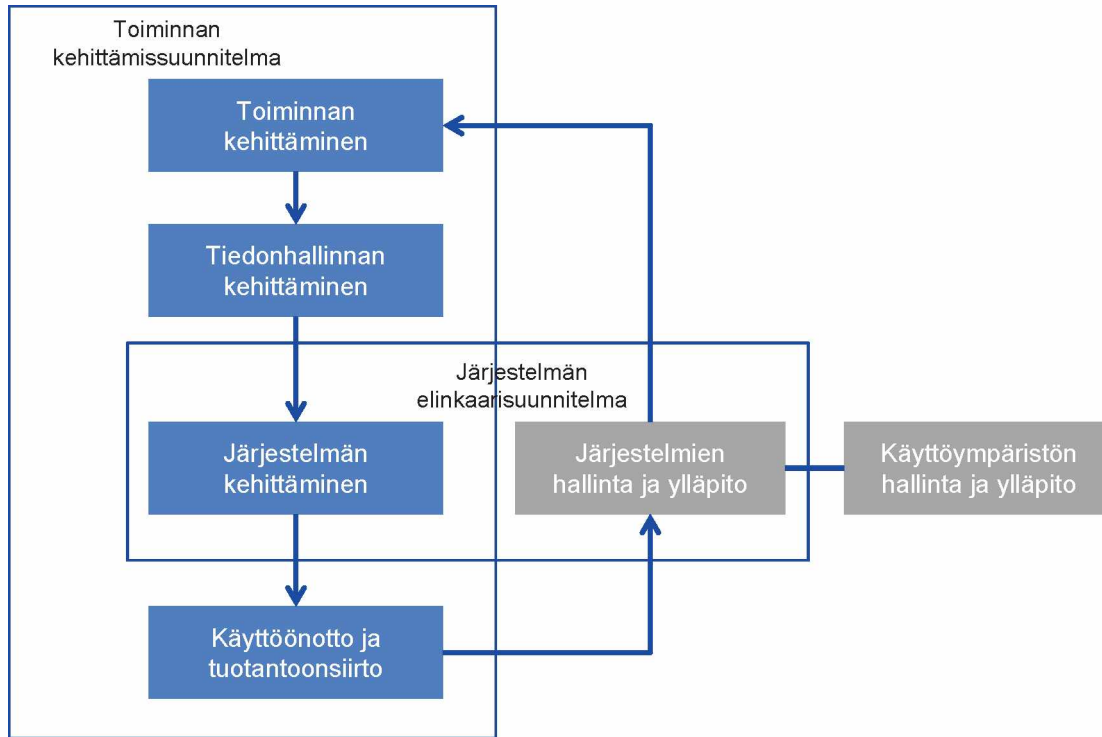 Toiminnan
kehittämissuunnitelma
Toiminnan
kehittäminen
Tiedonhallinnan
kehittäminen
Järjestelmän
elinkaarisuunnitelma
Järjestelmän
kehittäminen
Järjestelmien
hallinta ja ylläpito
Käyttöympäristön
hallinta ja ylläpito
Käyttöönotto ja
tuotantoonsiirto